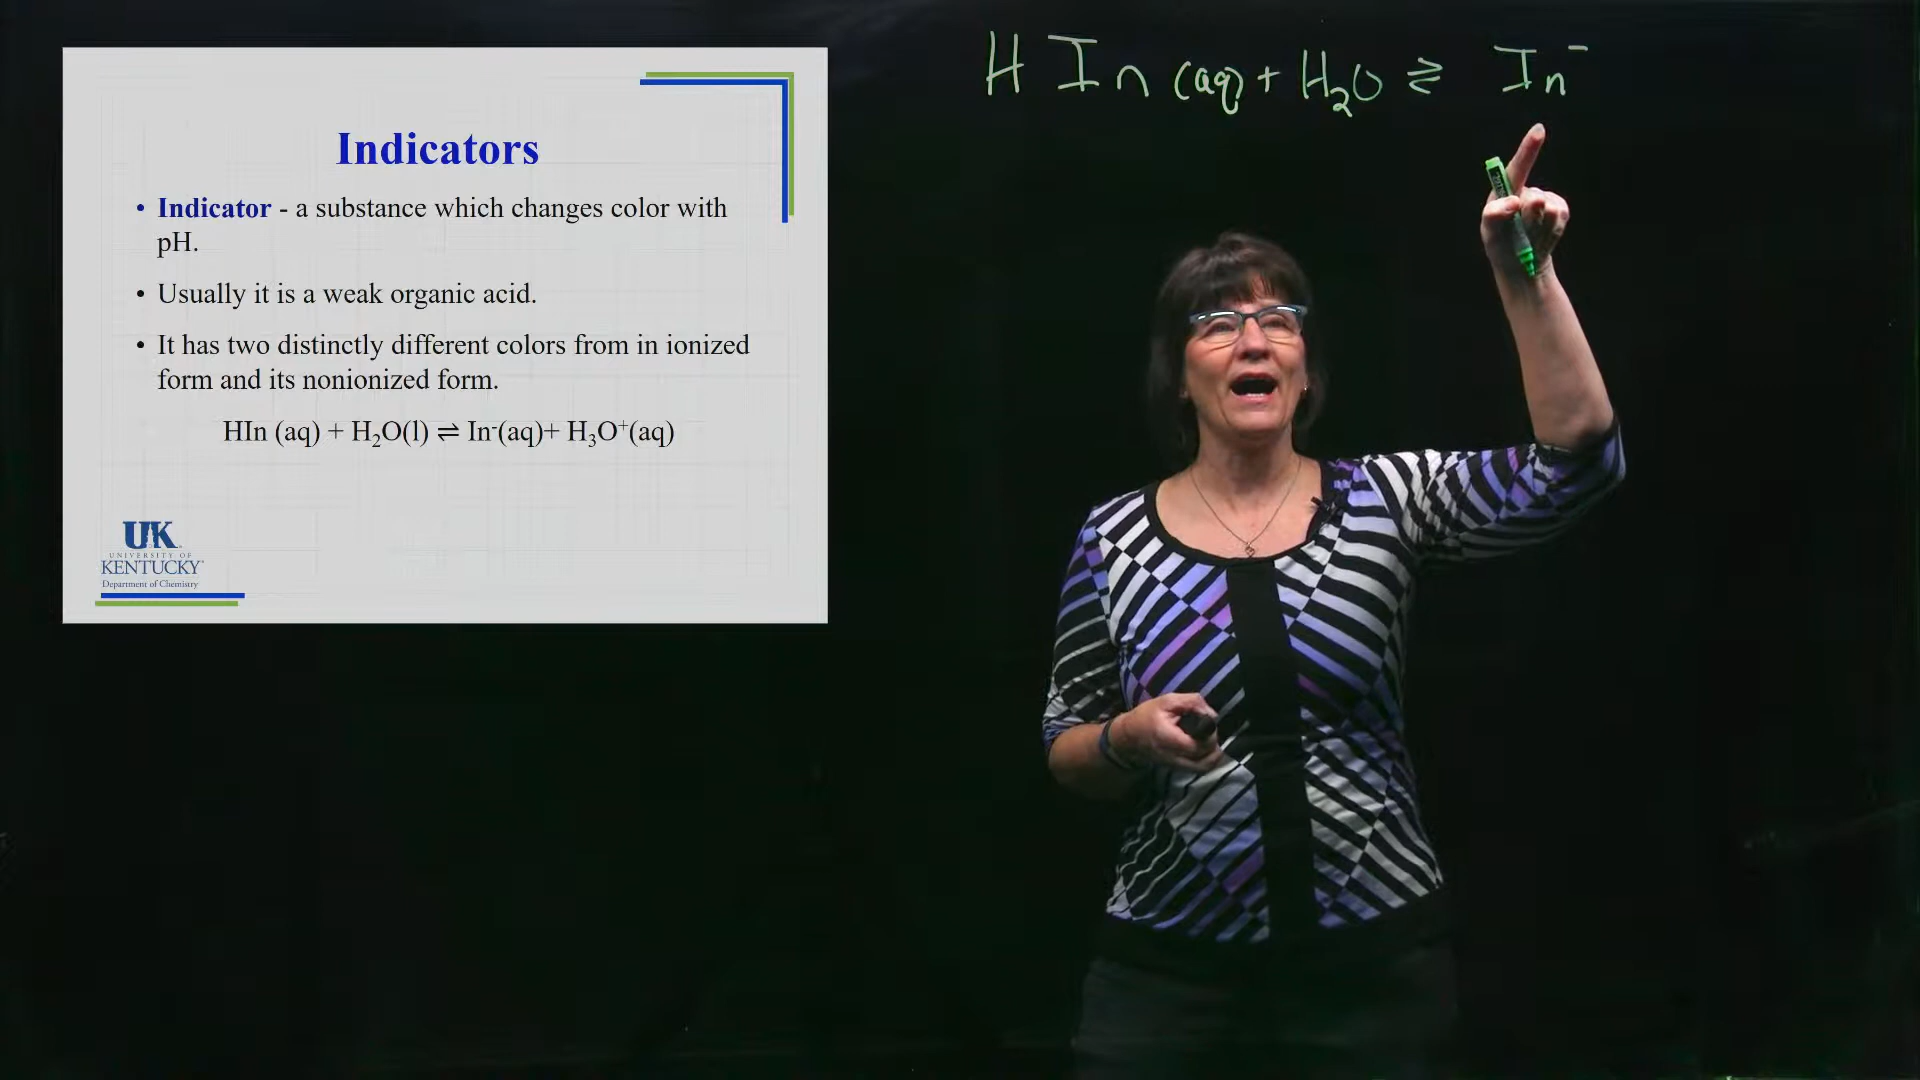 Indicators
• Indicator - a substance which changes color with
pH.
• Usually it is a weak organic acid.
• It has two distinctly different colors from in ionized
form and its nonionized form.
HIn (aq) + H₂O(l) ⇌ In⁻(aq)+ H₃O⁺(aq)
UK
UNIVERSITY OF
KENTUCKY
Department of Chemistry
H In (aq) + H₂O ⇌ In⁻